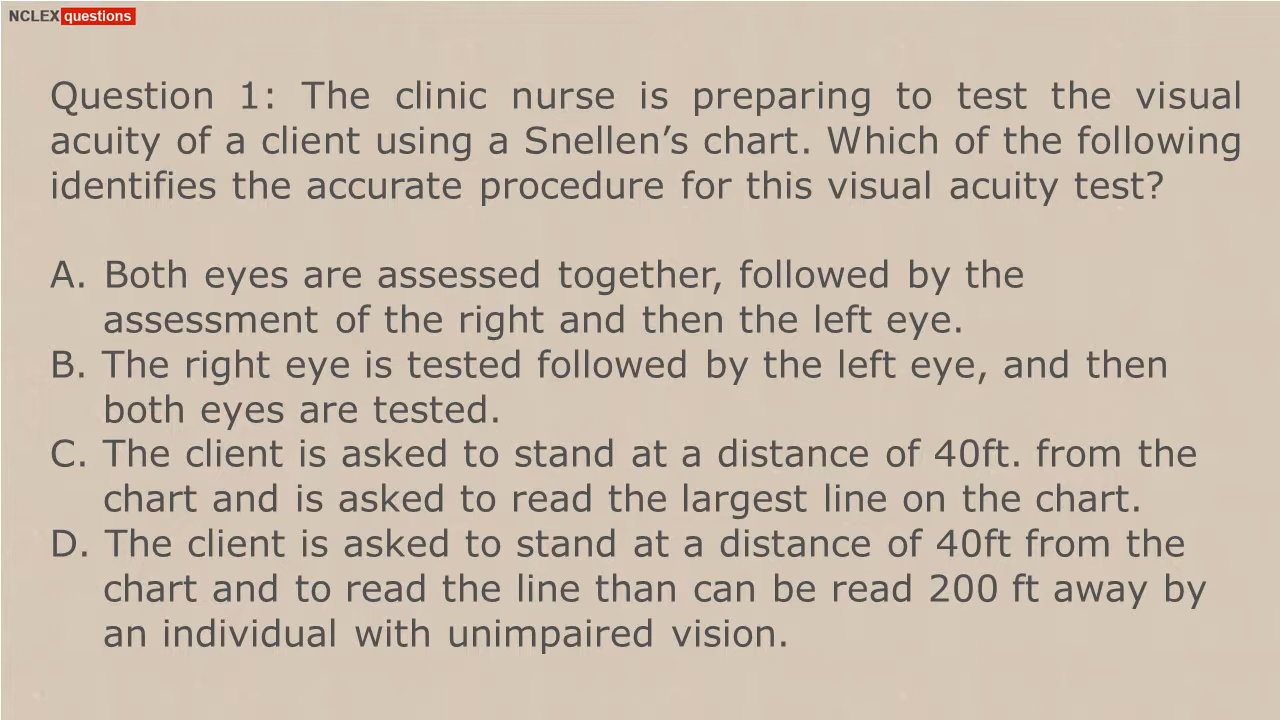 NCLEX questions
Question 1: The clinic nurse is preparing to test the visual
acuity of a client using a Snellen’s chart. Which of the following
identifies the accurate procedure for this visual acuity test?
A. Both eyes are assessed together, followed by the
assessment of the right and then the left eye.
B. The right eye is tested followed by the left eye, and then
both eyes are tested.
C. The client is asked to stand at a distance of 40ft. from the
chart and is asked to read the largest line on the chart.
D. The client is asked to stand at a distance of 40ft from the
chart and to read the line than can be read 200 ft away by
an individual with unimpaired vision.